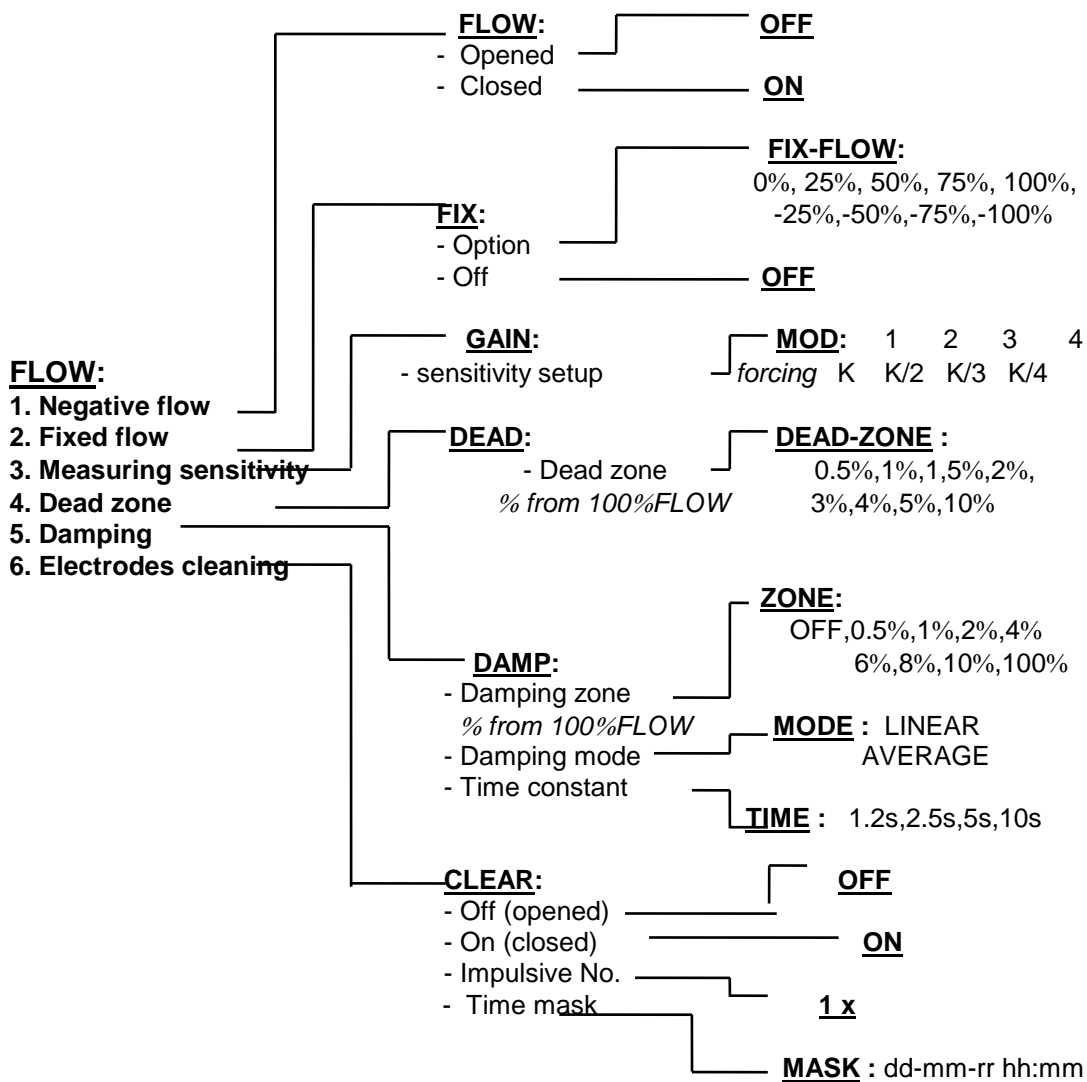 FLOW:
- Opened
- Closed
OFF
ON
FIX:
- Option
- Off
FIX-FLOW:
0%, 25%, 50%, 75%, 100%,
-25%,-50%,-75%,-100%
OFF
FLOW:
1. Negative flow
2. Fixed flow
3. Measuring sensitivity
4. Dead zone
5. Damping
6. Electrodes cleaning
GAIN:
- sensitivity setup
MOD: 1 2 3 4
forcing K K/2 K/3 K/4
DEAD:
- Dead zone
% from 100%FLOW
DEAD-ZONE :
0.5%,1%,1,5%,2%,
3%,4%,5%,10%
DAMP:
- Damping zone
% from 100%FLOW
- Damping mode
- Time constant
ZONE:
OFF,0.5%,1%,2%,4%
6%,8%,10%,100%
MODE : LINEAR
AVERAGE
TIME : 1.2s,2.5s,5s,10s
CLEAR:
- Off (opened)
- On (closed)
- Impulsive No.
- Time mask
OFF
ON
1 x
MASK : dd-mm-rr hh:mm